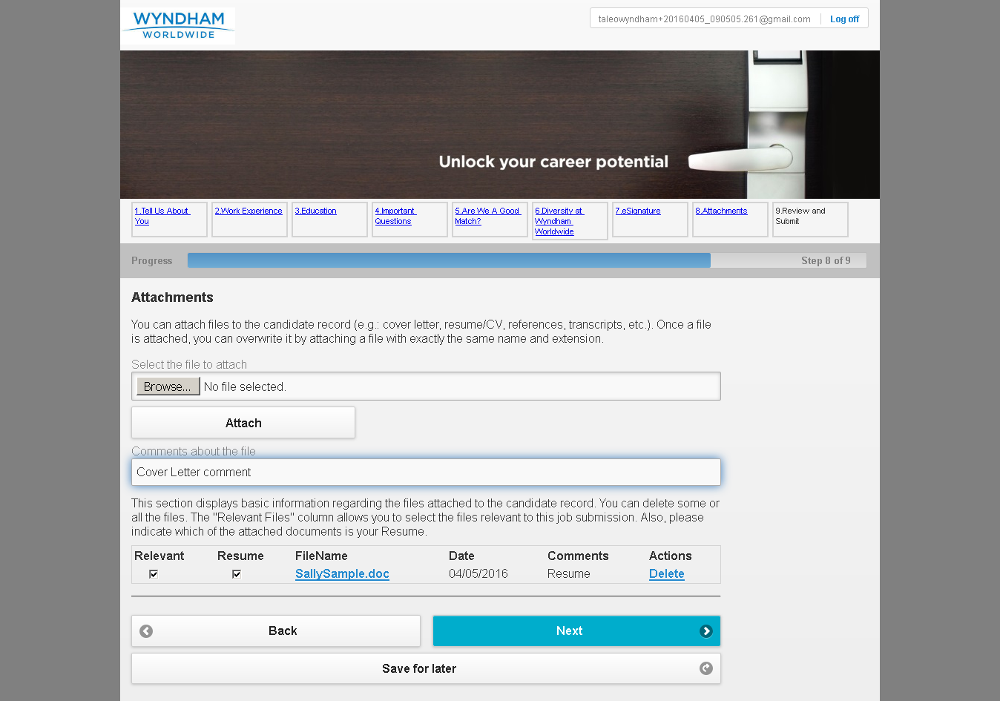 WYNDHAM
WORLDWIDE
taleowyndham+20160405_090505.261@gmail.com
Log off
Unlock your career potential
1.Tell Us About
You
2.Work Experience
3.Education
4.Important
Questions
5.Are We A Good
Match?
6.Diversity at
Wyndham
Worldwide
7.eSignature
8.Attachments
9.Review and
Submit
Progress
Step 8 of 9
Attachments
You can attach files to the candidate record (e.g.: cover letter, resume/CV, references, transcripts, etc.). Once a file
is attached, you can overwrite it by attaching a file with exactly the same name and extension.
Select the file to attach
Browse... No file selected.
Attach
Comments about the file
Cover Letter comment
This section displays basic information regarding the files attached to the candidate record. You can delete some or
all the files. The "Relevant Files" column allows you to select the files relevant to this job submission. Also, please
indicate which of the attached documents is your Resume.
Relevant Resume FileName Date Comments Actions
SallySample.doc 04/05/2016 Resume Delete
Back
Next
Save for later